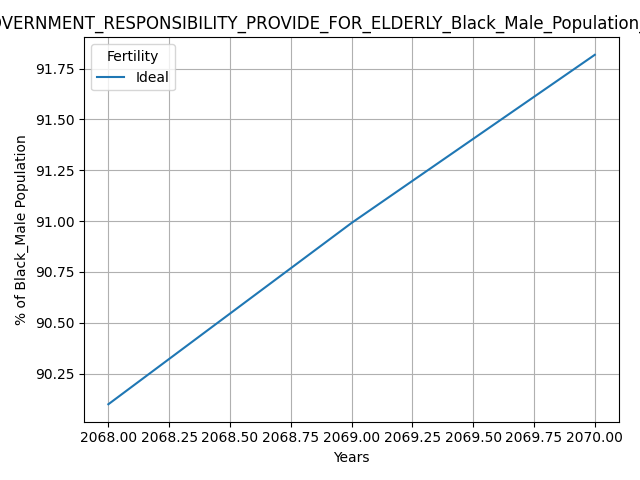 OVERNMENT_RESPONSIBILITY_PROVIDE_FOR_ELDERLY_Black_Male_Population_
Fertility
Ideal
91.75
91.50
91.25
91.00
90.75
90.50
90.25
% of Black_Male Population
2068.00 2068.25 2068.50 2068.75 2069.00 2069.25 2069.50 2069.75 2070.00
Years